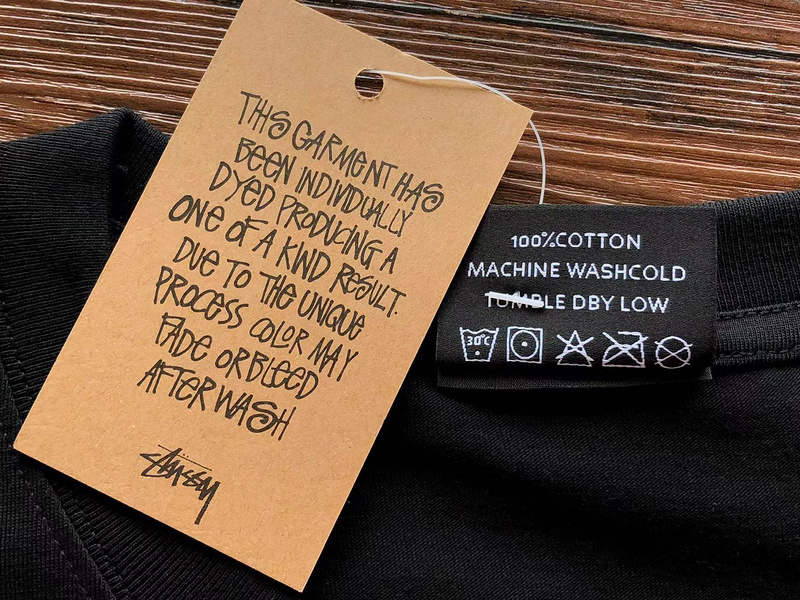 THIS GARMENT HAS
BEEN INDIVIDUALLY
DYED PRODUCING A
ONE OF A KIND RESULT.
DUE TO THE UNIQUE
PROCESS COLOR MAY
FADE OR BLEED
AFTER WASH
Stüssy
100%COTTON
MACHINE WASHCOLD
TUMBLE DBY LOW
30°C